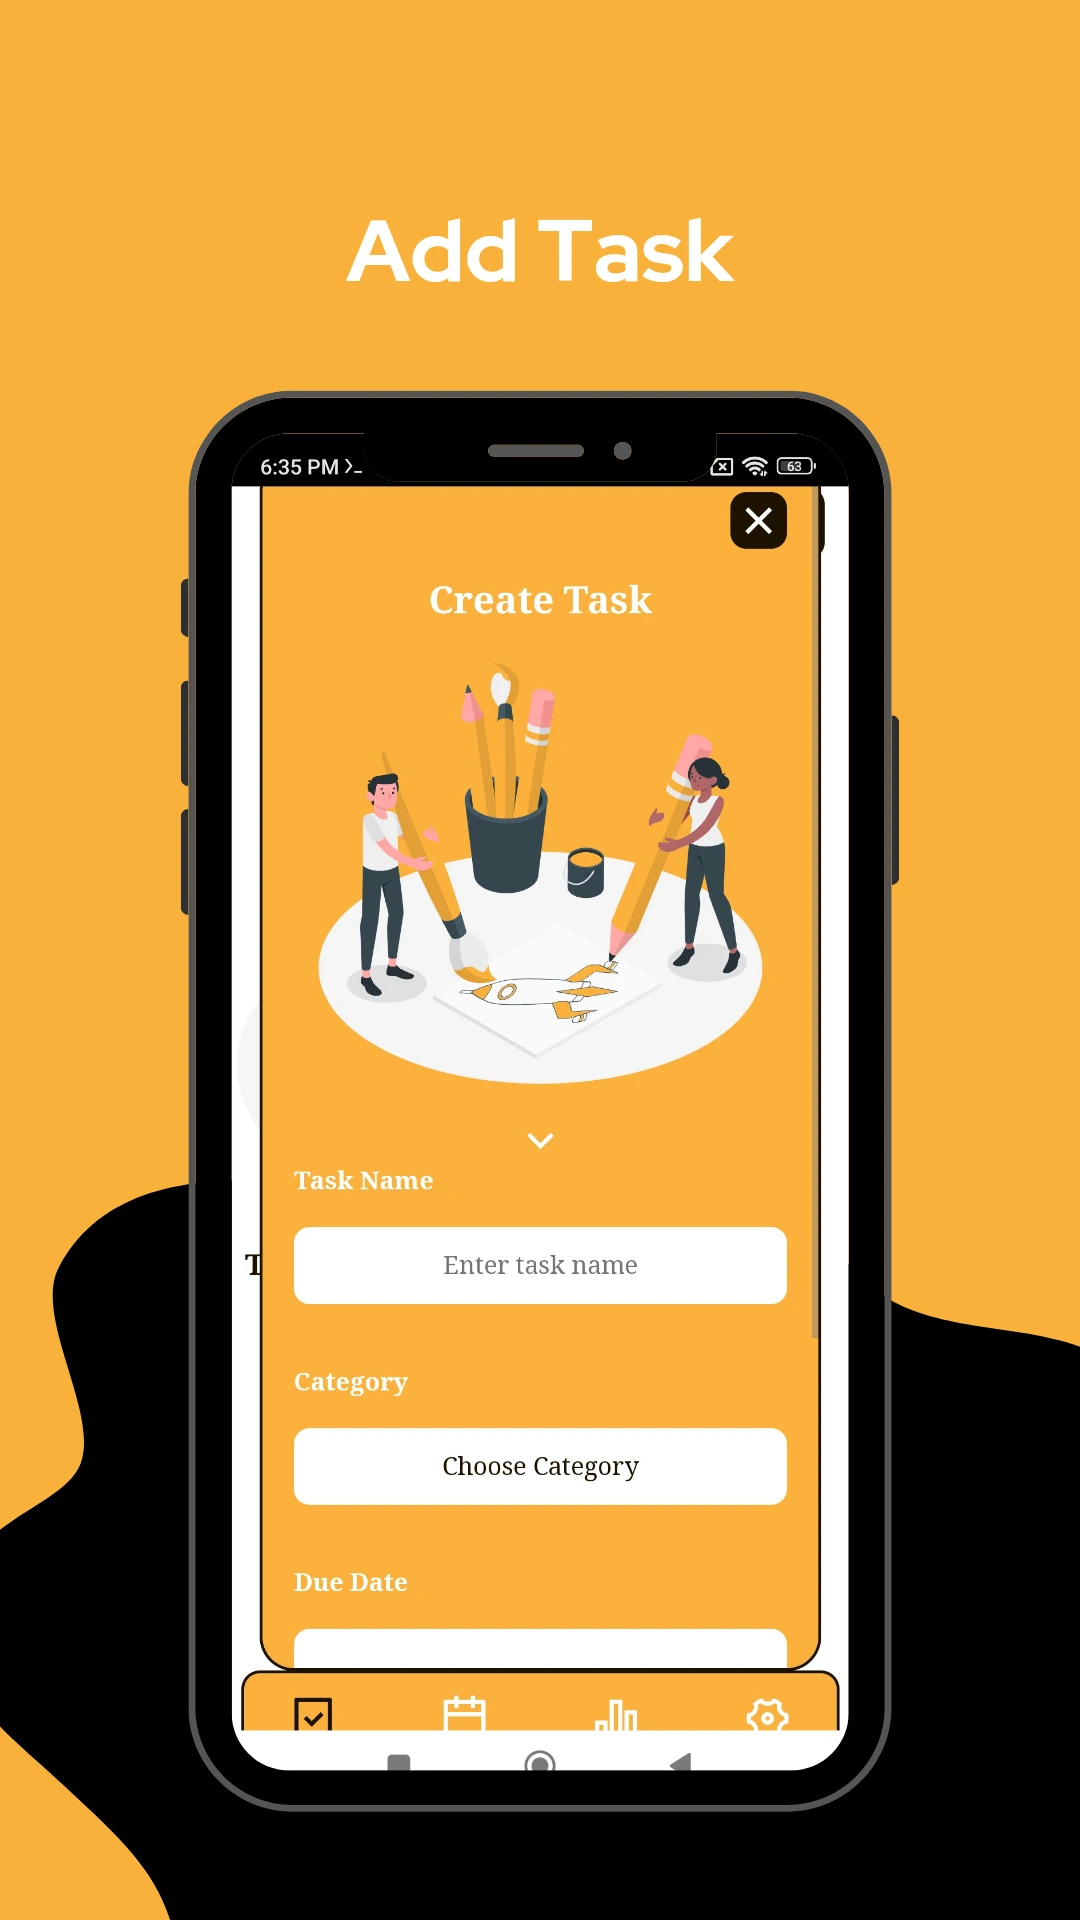 Add Task
6:35 PM
63
Create Task
Task Name
Enter task name
Category
Choose Category
Due Date